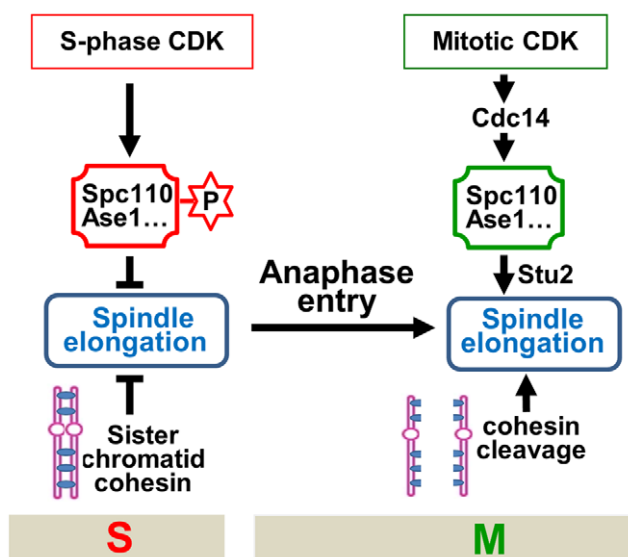 S-phase CDK
Mitotic CDK
Cdc14
Spc110
Ase1...
P
Spc110
Ase1...
Stu2
Anaphase
entry
Spindle
elongation
Spindle
elongation
Sister
chromatid
cohesin
cohesin
cleavage
S
M